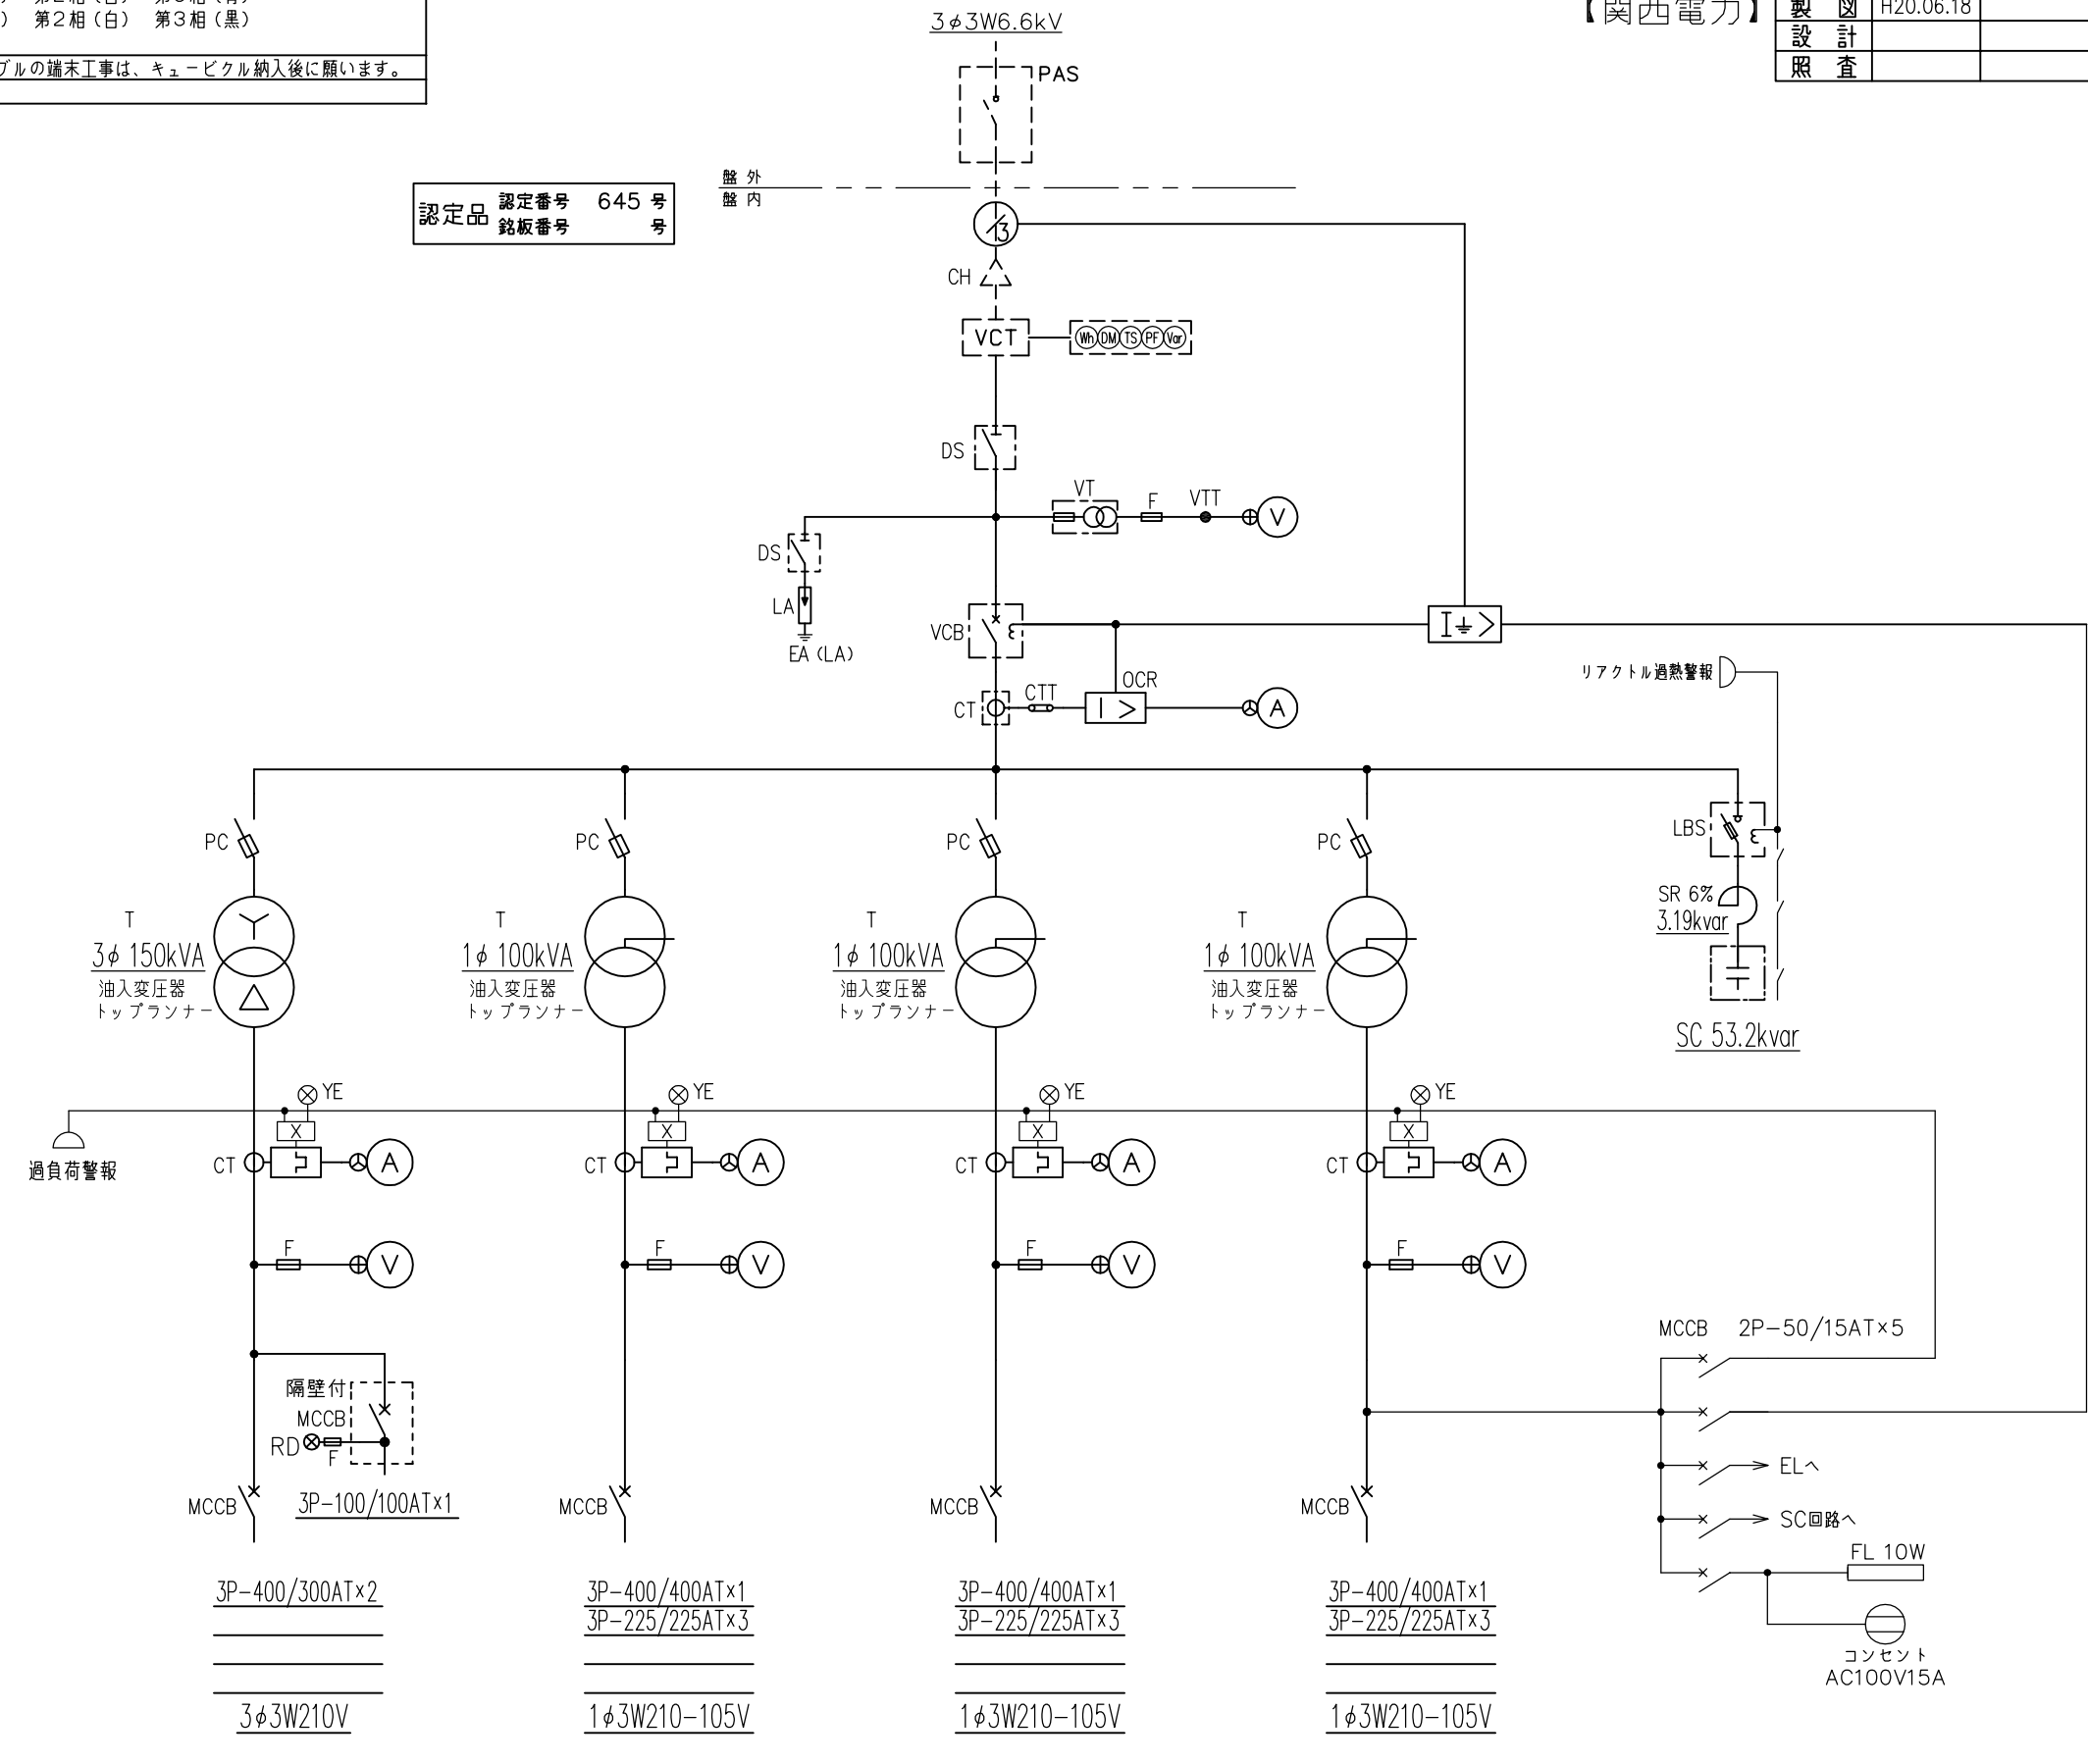 第2相（白） 第3相（黒）
ブルの端末工事は、キュービクル納入後に願います。
3φ3W6.6kV
【関西電力】
製 図 H20.06.18
設 計
照 査
PAS
盤 外
盤 内
認定品
認定番号 645 号
銘板番号 号
3
CH
VCT
Wh DM TS PF Var
DS
VT
F
VTT
V
DS
LA
EA (LA)
VCB
I >
リアクトル過熱警報
OCR
CTT
CT
I >
A
PC
PC
PC
PC
LBS
SR 6%
3.19kvar
SC 53.2kvar
T
3φ 150kVA
油入変圧器
トップランナー
T
1φ 100kVA
油入変圧器
トップランナー
T
1φ 100kVA
油入変圧器
トップランナー
T
1φ 100kVA
油入変圧器
トップランナー
YE
YE
YE
YE
X
X
X
X
過負荷警報
CT
A
CT
A
CT
A
CT
A
F
V
F
V
F
V
F
V
MCCB 2P-50/15AT×5
隔壁付
MCCB
RD
F
3P-100/100AT×1
MCCB
MCCB
MCCB
MCCB
ELへ
SC回路へ
FL 10W
コンセント
AC100V15A
3P-400/300AT×2
3φ3W210V
3P-400/400AT×1
3P-225/225AT×3
1φ3W210-105V
3P-400/400AT×1
3P-225/225AT×3
1φ3W210-105V
3P-400/400AT×1
3P-225/225AT×3
1φ3W210-105V